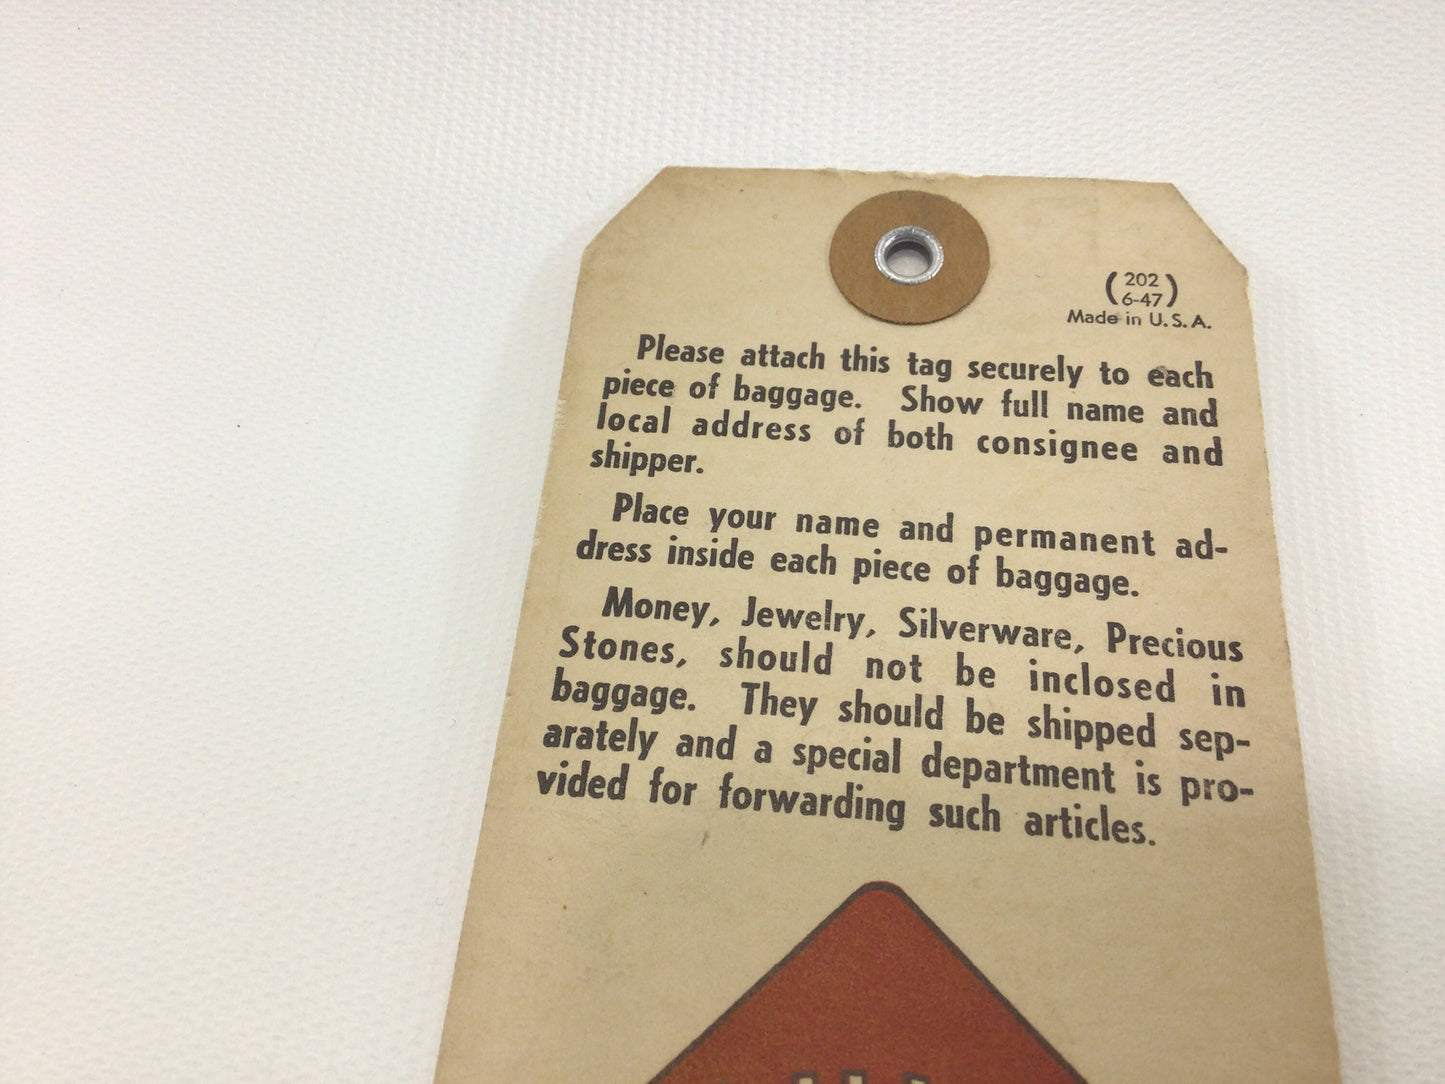 (202
6-47)
Made in U.S.A.
Please attach this tag securely to each
piece of baggage. Show full name and
local address of both consignee and
shipper.
Place your name and permanent ad-
dress inside each piece of baggage.
Money, Jewelry, Silverware, Precious
Stones, should not be inclosed in
baggage. They should be shipped sep-
arately and a special department is pro-
vided for forwarding such articles.